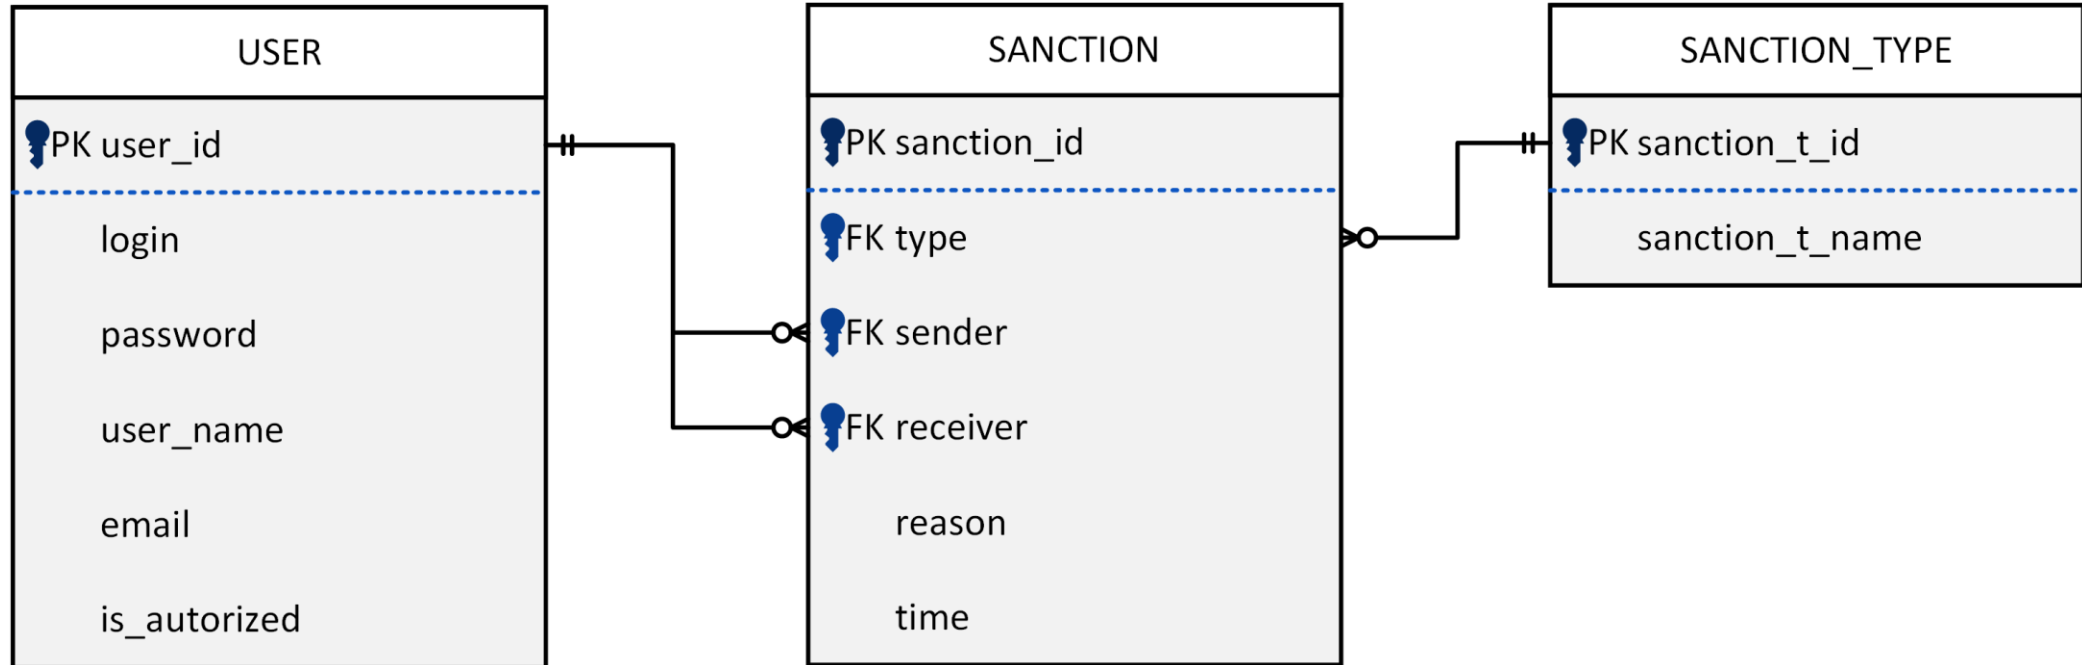 USER
PK user_id
login
password
user_name
email
is_autorized
SANCTION
PK sanction_id
FK type
FK sender
FK receiver
reason
time
SANCTION_TYPE
PK sanction_t_id
sanction_t_name